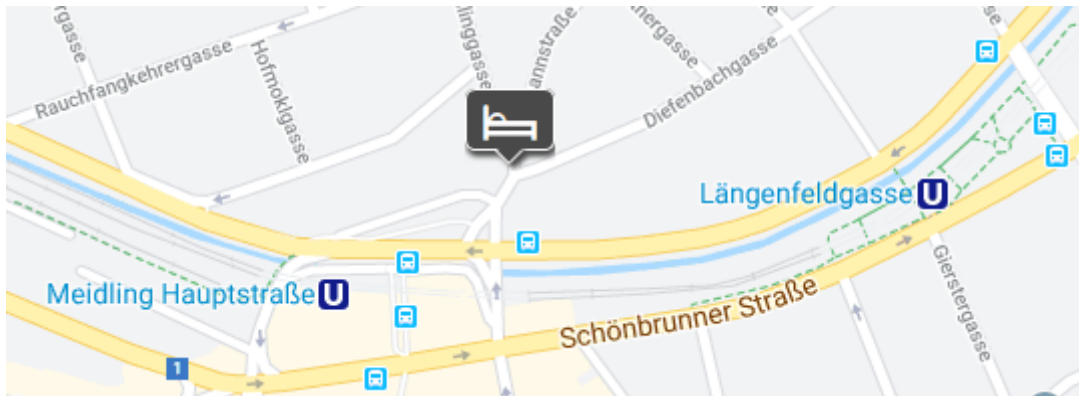 Rauchfangkehrergasse
Hofmoklgasse
Diefenbachgasse
Längenfeldgasse U
Meidling Hauptstraße U
Schönbrunner Straße
Gierstergasse
1